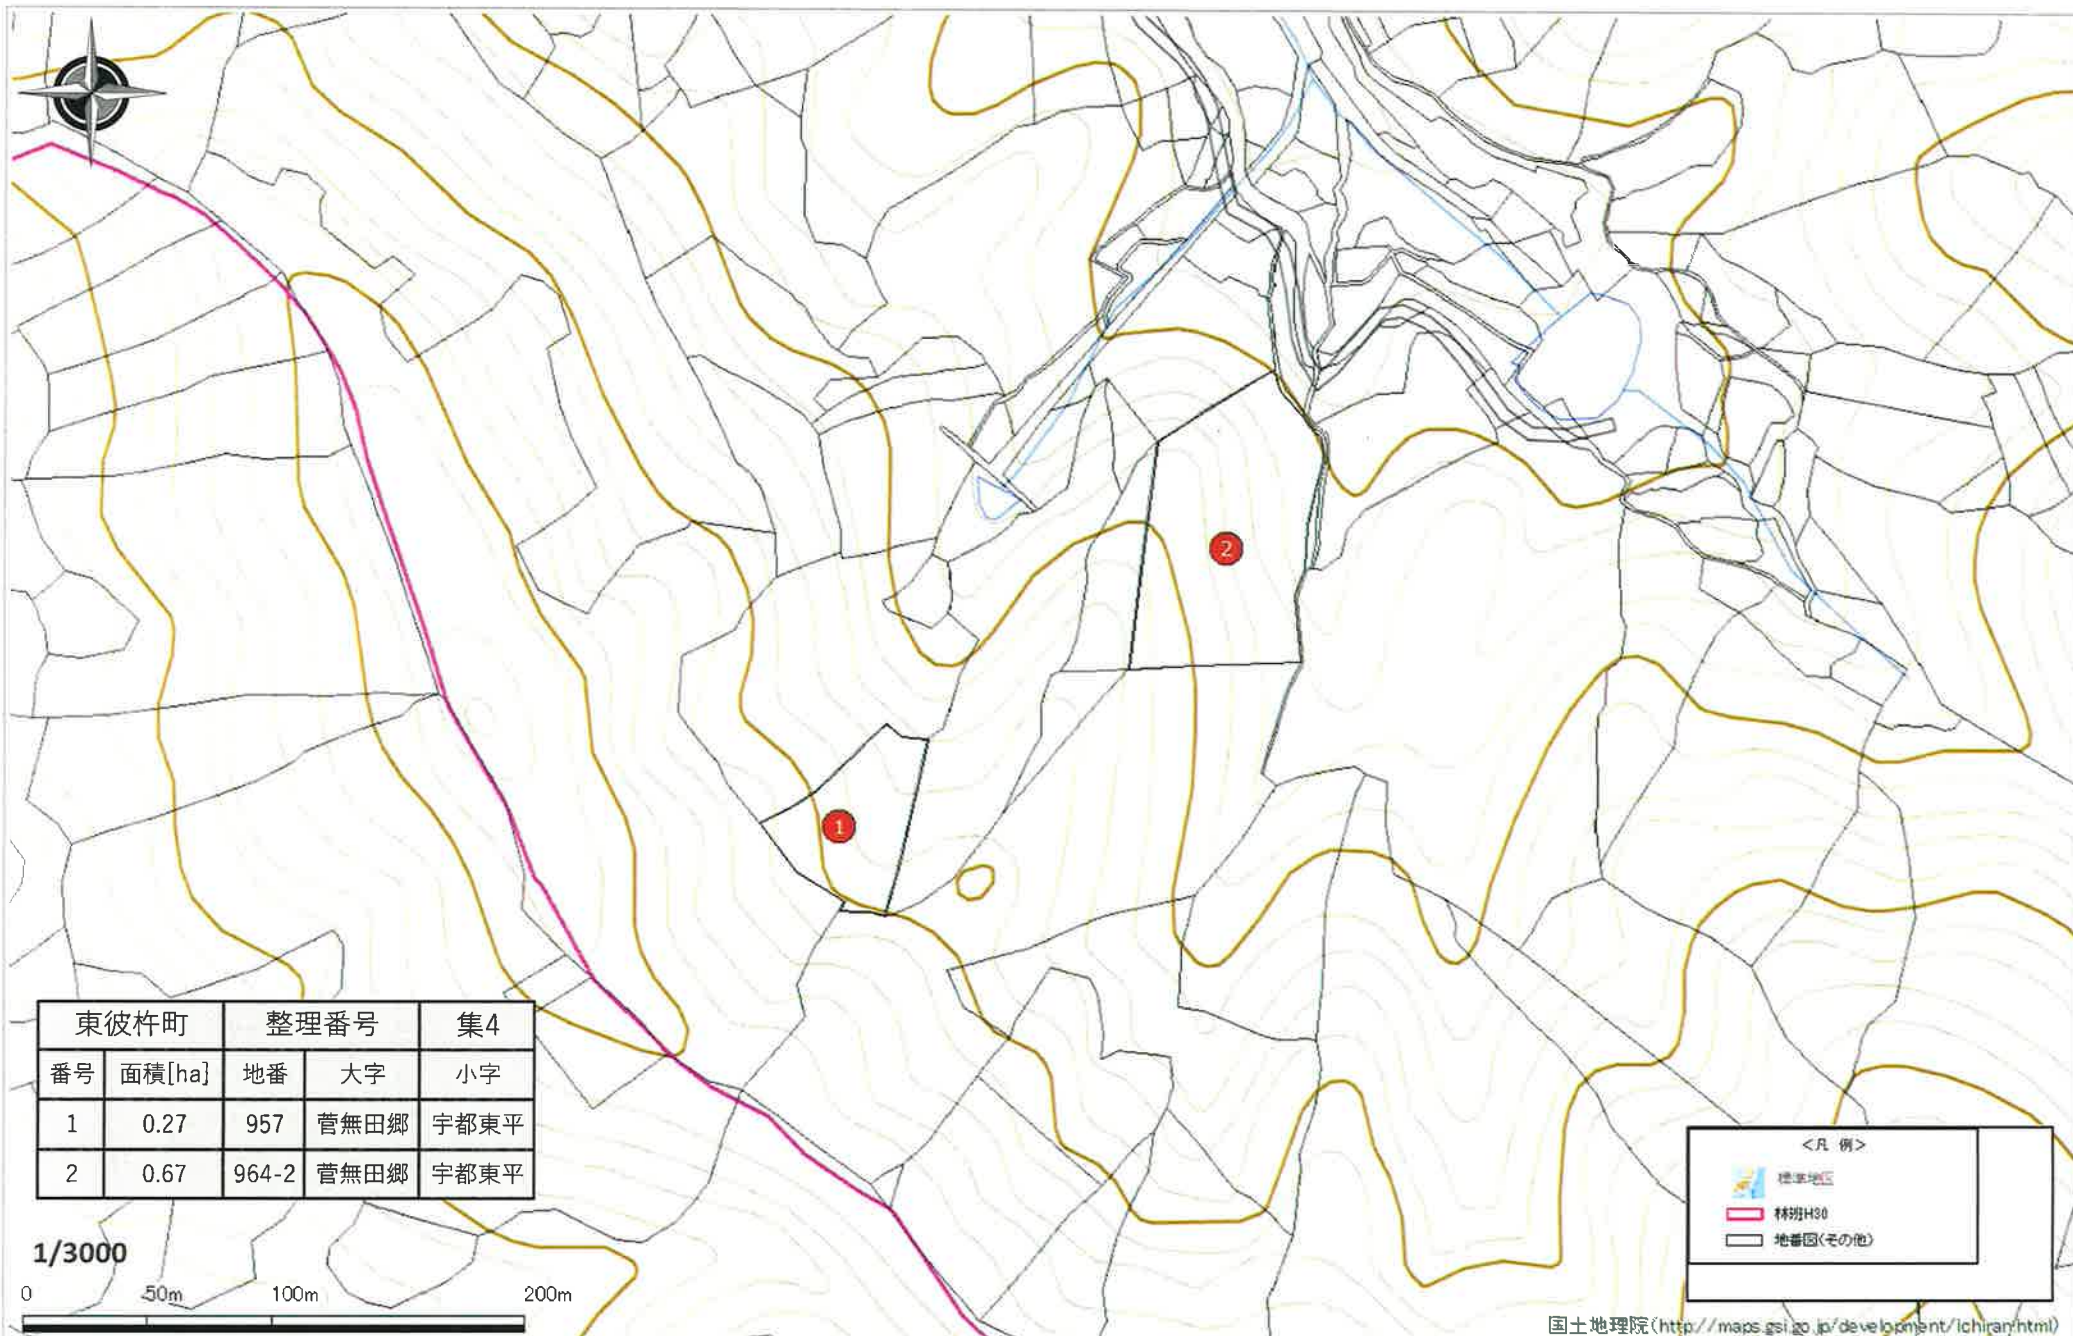 2
1
東彼杵町 整理番号 集4
番号 面積[ha] 地番 大字 小字
1 0.27 957 菅無田郷 宇都東平
2 0.67 964-2 菅無田郷 宇都東平
1/3000
0 50m 100m 200m
<凡 例>
標準地図
林班H30
地番図(その他)
国土地理院(http://maps.gsi.go.jp/development/ichiran.html)